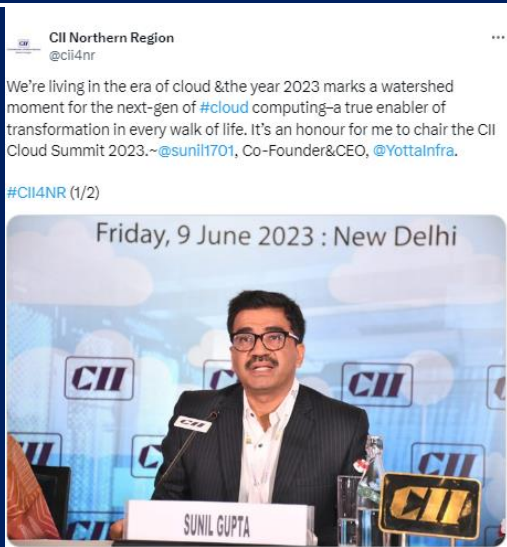 CII Northern Region
@cii4nr
We're living in the era of cloud &the year 2023 marks a watershed
moment for the next-gen of #cloud computing–a true enabler of
transformation in every walk of life. It's an honour for me to chair the CII
Cloud Summit 2023.~@sunil1701, Co-Founder&CEO, @YottaInfra.
#CII4NR (1/2)
Friday, 9 June 2023 : New Delhi
CII
CII
CII
CII
CII
CII
SUNIL GUPTA